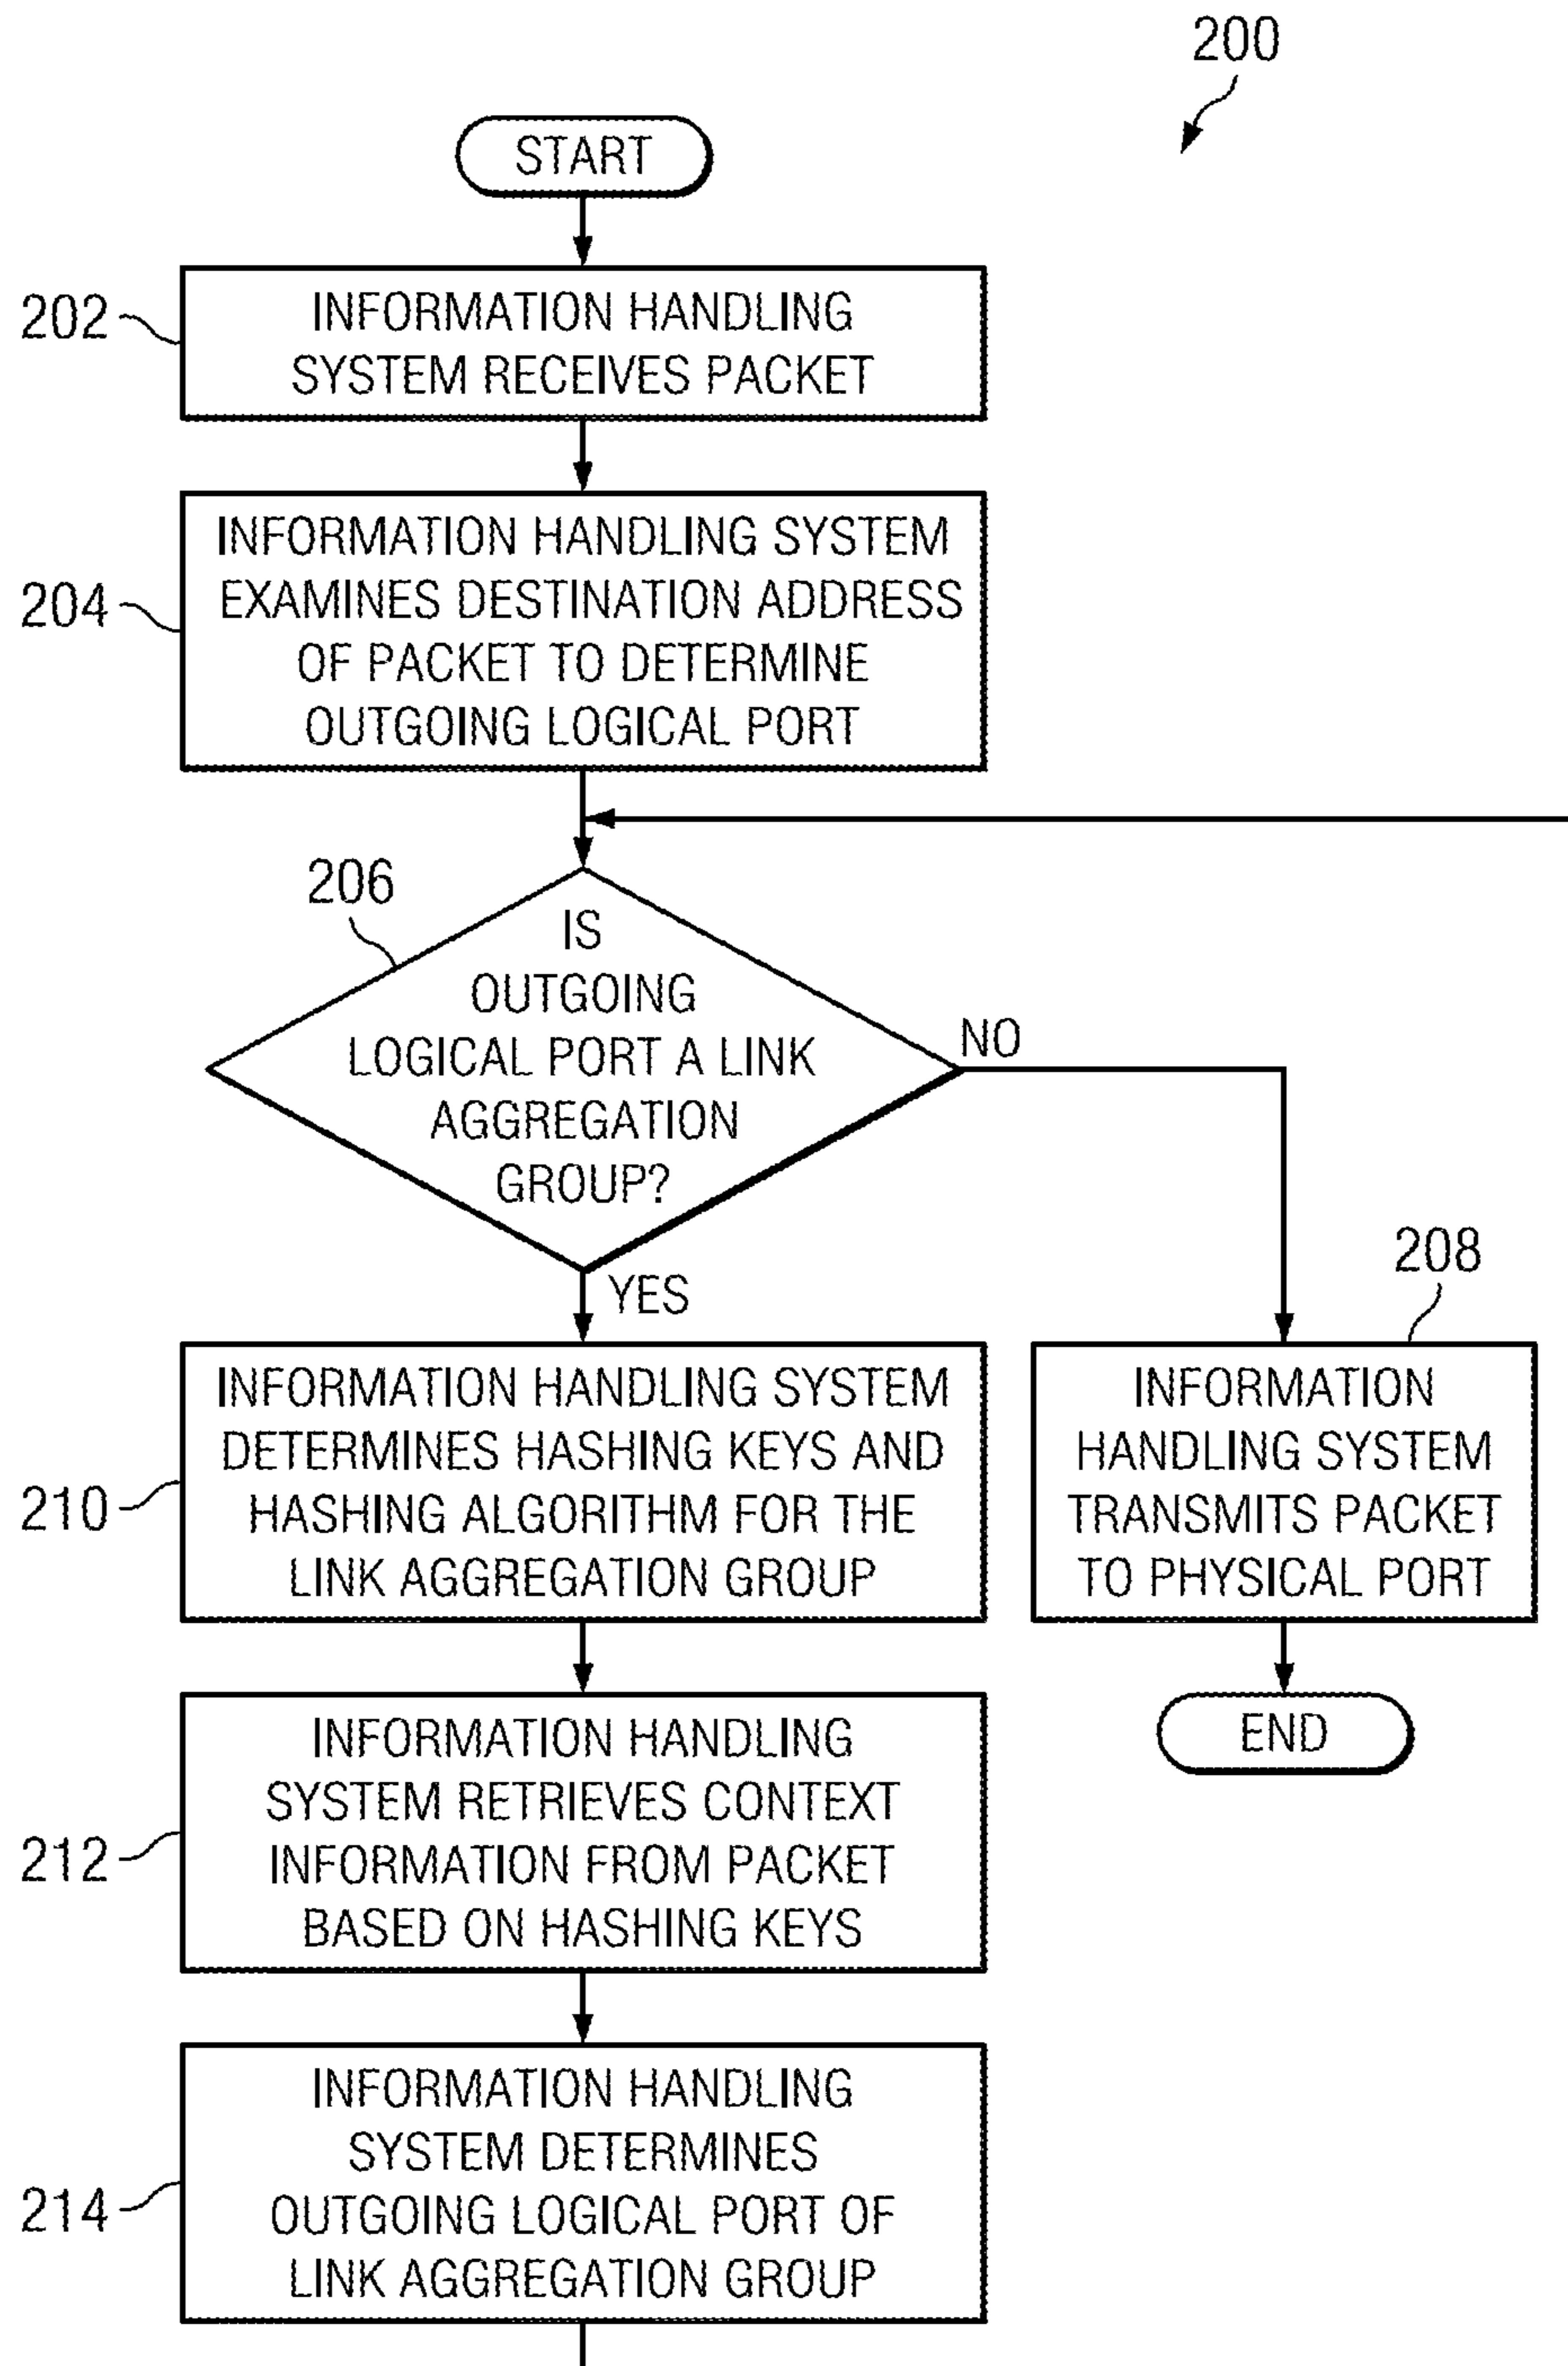 200
START
202
INFORMATION HANDLING
SYSTEM RECEIVES PACKET
204
INFORMATION HANDLING SYSTEM
EXAMINES DESTINATION ADDRESS
OF PACKET TO DETERMINE
OUTGOING LOGICAL PORT
206
IS
OUTGOING
LOGICAL PORT A LINK
AGGREGATION
GROUP?
NO
YES
208
INFORMATION
HANDLING SYSTEM
TRANSMITS PACKET
TO PHYSICAL PORT
END
210
INFORMATION HANDLING SYSTEM
DETERMINES HASHING KEYS AND
HASHING ALGORITHM FOR THE
LINK AGGREGATION GROUP
212
INFORMATION HANDLING
SYSTEM RETRIEVES CONTEXT
INFORMATION FROM PACKET
BASED ON HASHING KEYS
214
INFORMATION HANDLING
SYSTEM DETERMINES
OUTGOING LOGICAL PORT OF
LINK AGGREGATION GROUP